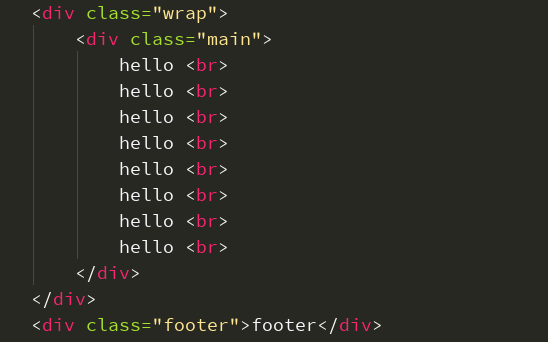 <div class="wrap">
    <div class="main">
        hello <br>
        hello <br>
        hello <br>
        hello <br>
        hello <br>
        hello <br>
        hello <br>
        hello <br>
    </div>
</div>
<div class="footer">footer</div>